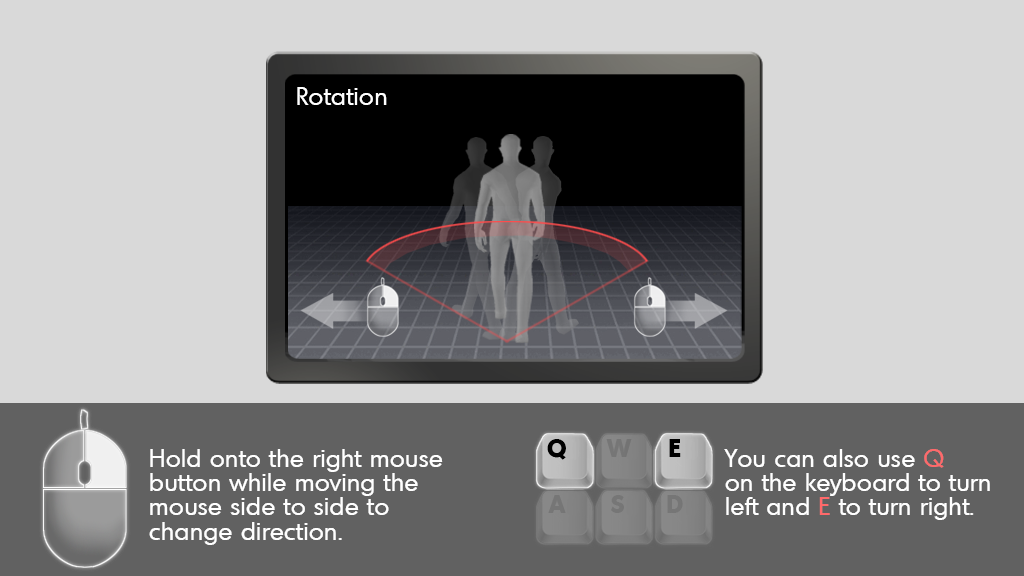 Rotation
Hold onto the right mouse
button while moving the
mouse side to side to
change direction.
Q W E
A S D
You can also use Q
on the keyboard to turn
left and E to turn right.